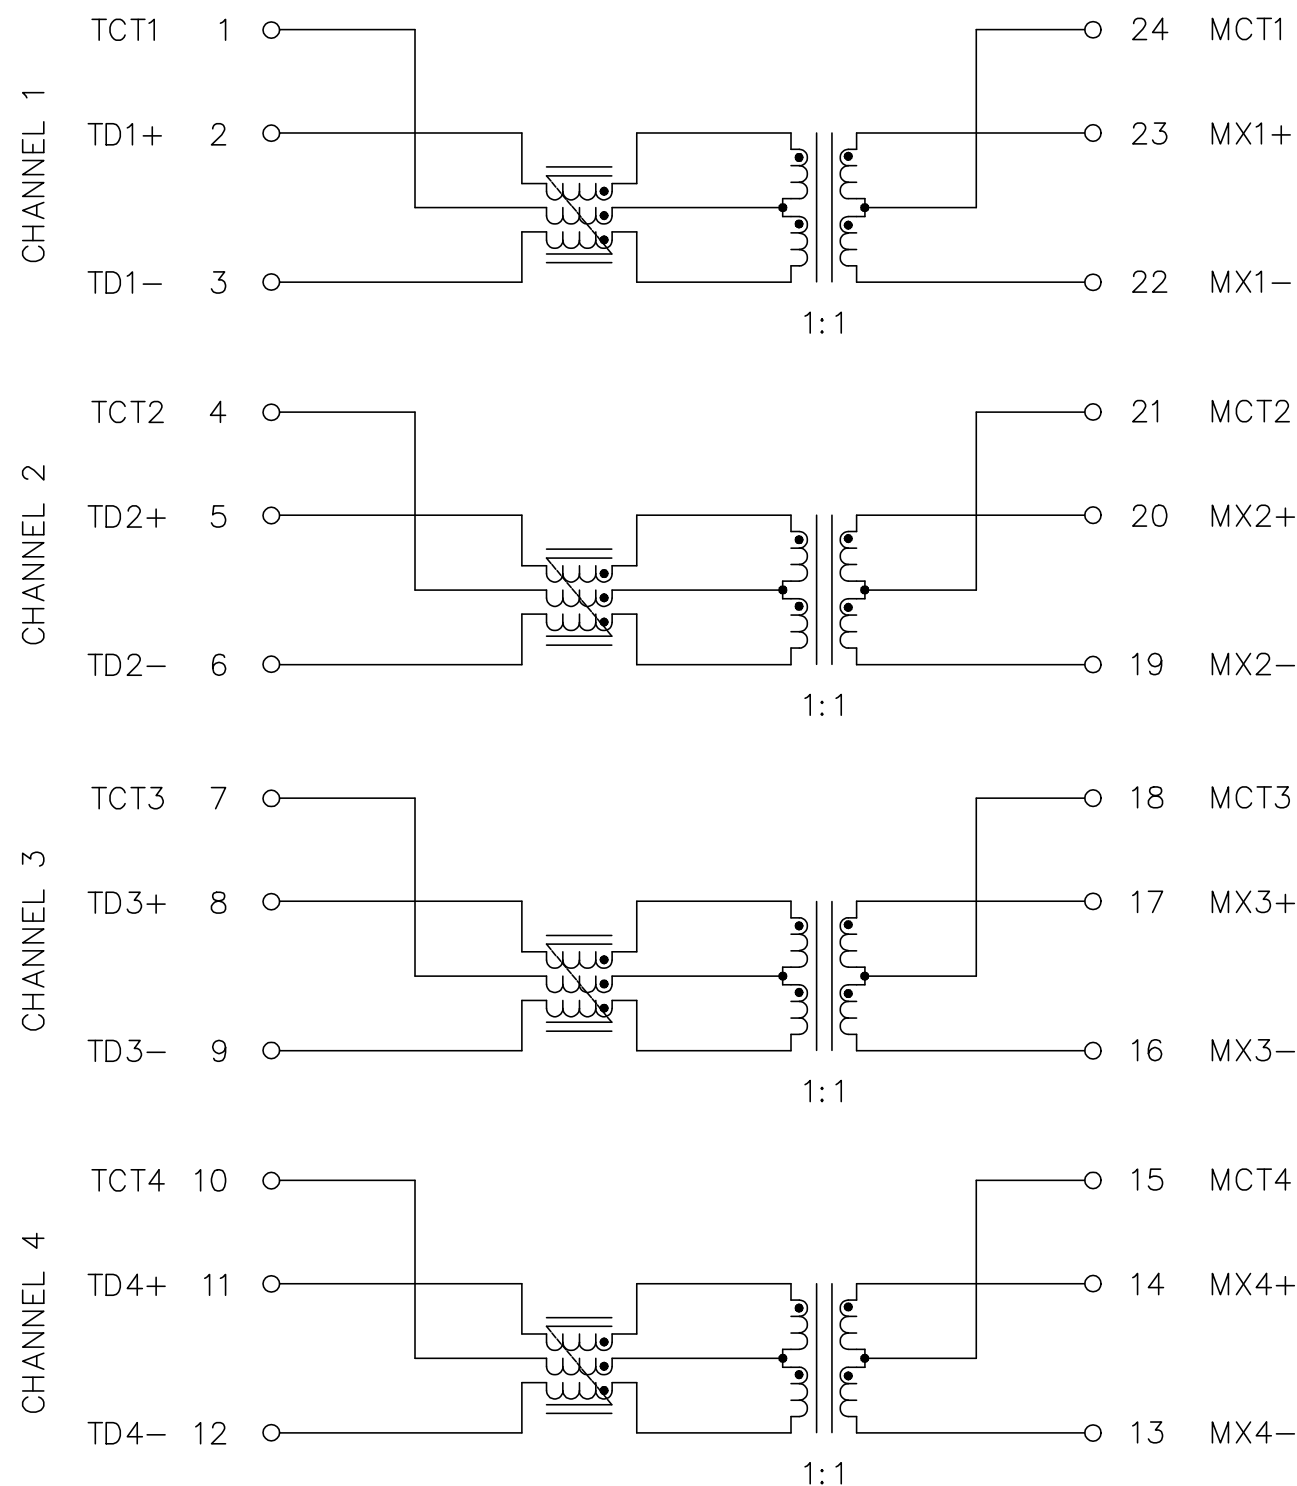 TCT1 1 24 MCT1
CHANNEL 1
TD1+ 2 23 MX1+
TD1- 3 22 MX1-
1:1
TCT2 4 21 MCT2
CHANNEL 2
TD2+ 5 20 MX2+
TD2- 6 19 MX2-
1:1
TCT3 7 18 MCT3
CHANNEL 3
TD3+ 8 17 MX3+
TD3- 9 16 MX3-
1:1
TCT4 10 15 MCT4
CHANNEL 4
TD4+ 11 14 MX4+
TD4- 12 13 MX4-
1:1